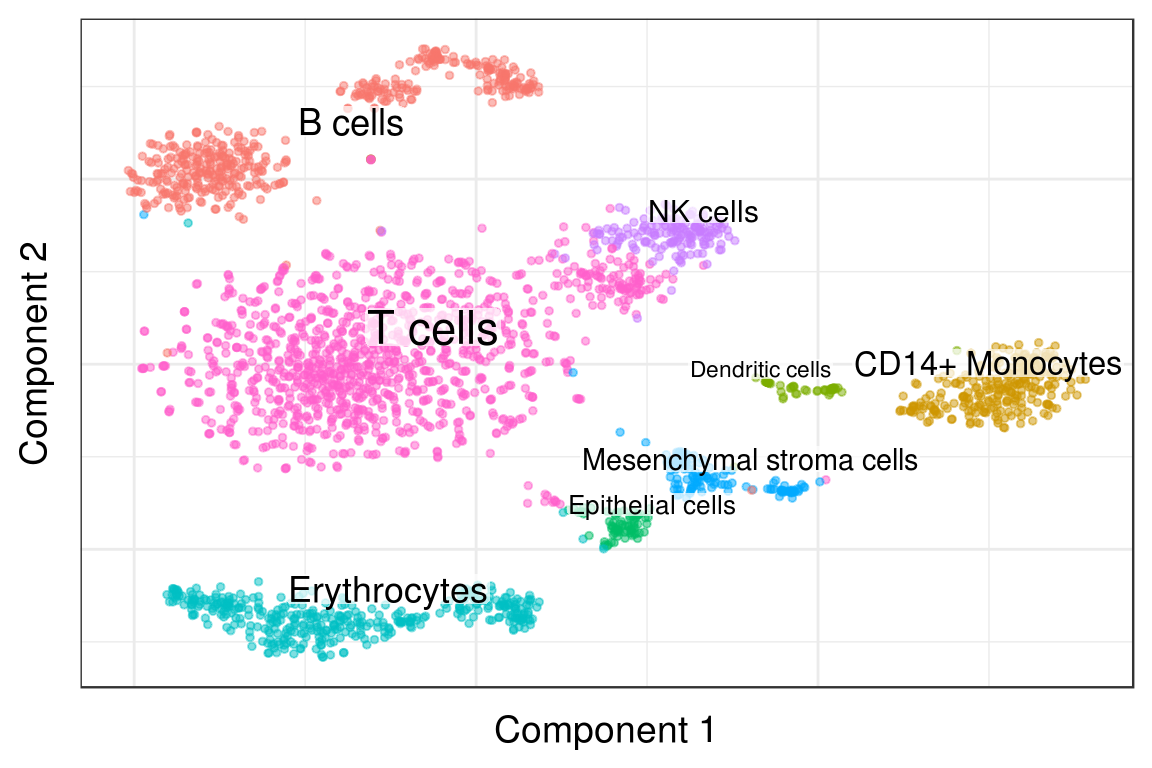 B cells
NK cells
T cells
Dendritic cells
CD14+ Monocytes
Mesenchymal stroma cells
Epithelial cells
Erythrocytes
Component 2
Component 1